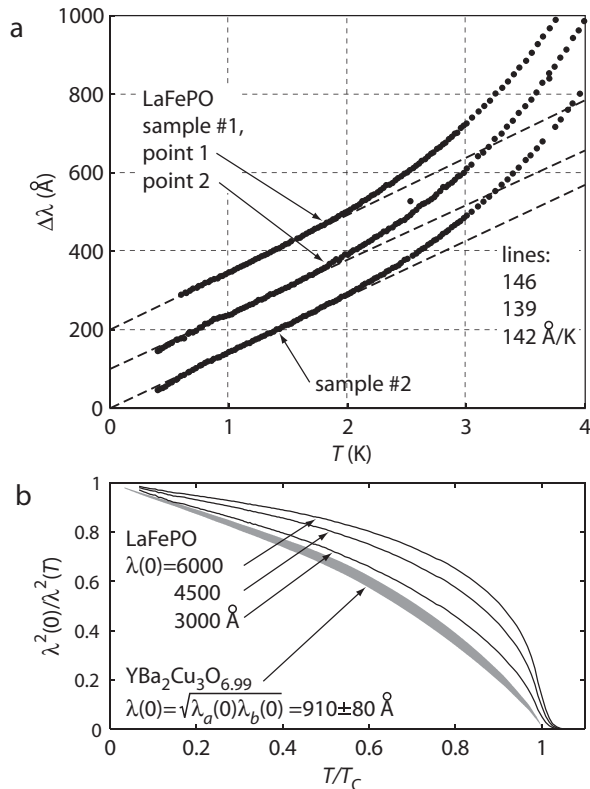 a
1000
800
600
400
200
0
Δλ (Å)
LaFePO
sample #1,
point 1
point 2
lines:
146
139
142 Å/K
sample #2
0
1
2
3
4
T (K)
b
1
0.8
0.6
0.4
0.2
0
λ²(0)/λ²(T)
LaFePO
λ(0)=6000
4500
3000 Å
YBa₂Cu₃O₆.₉₉
λ(0)=√λₐ(0)λ_b(0) =910±80 Å
0
0.2
0.4
0.6
0.8
1
T/T_C